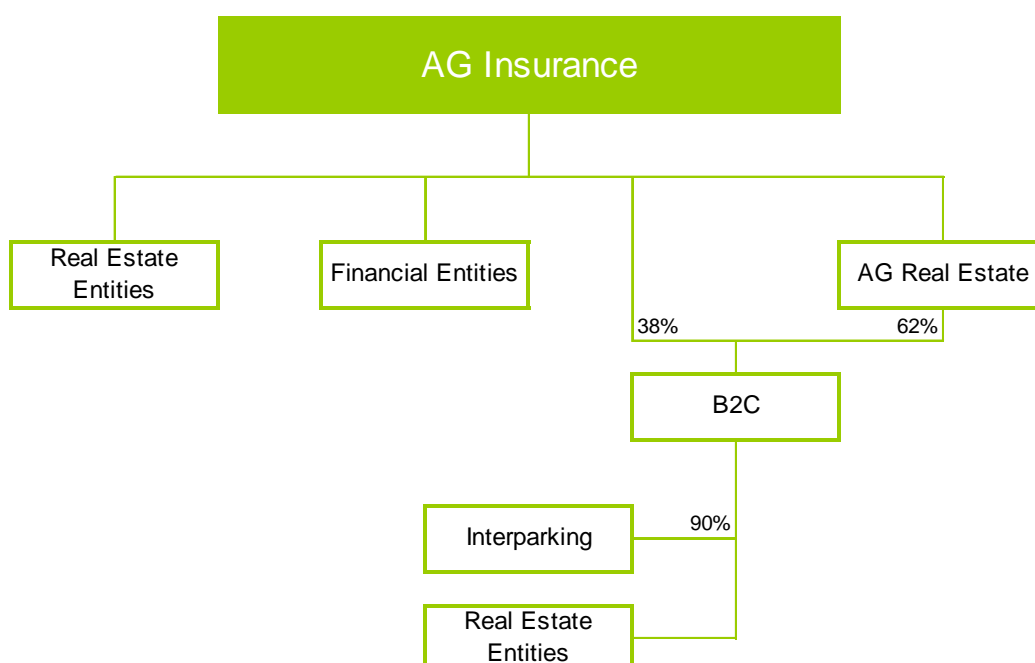 AG Insurance
Real Estate
Entities
Financial Entities
AG Real Estate
38%
62%
B2C
Interparking
90%
Real Estate
Entities